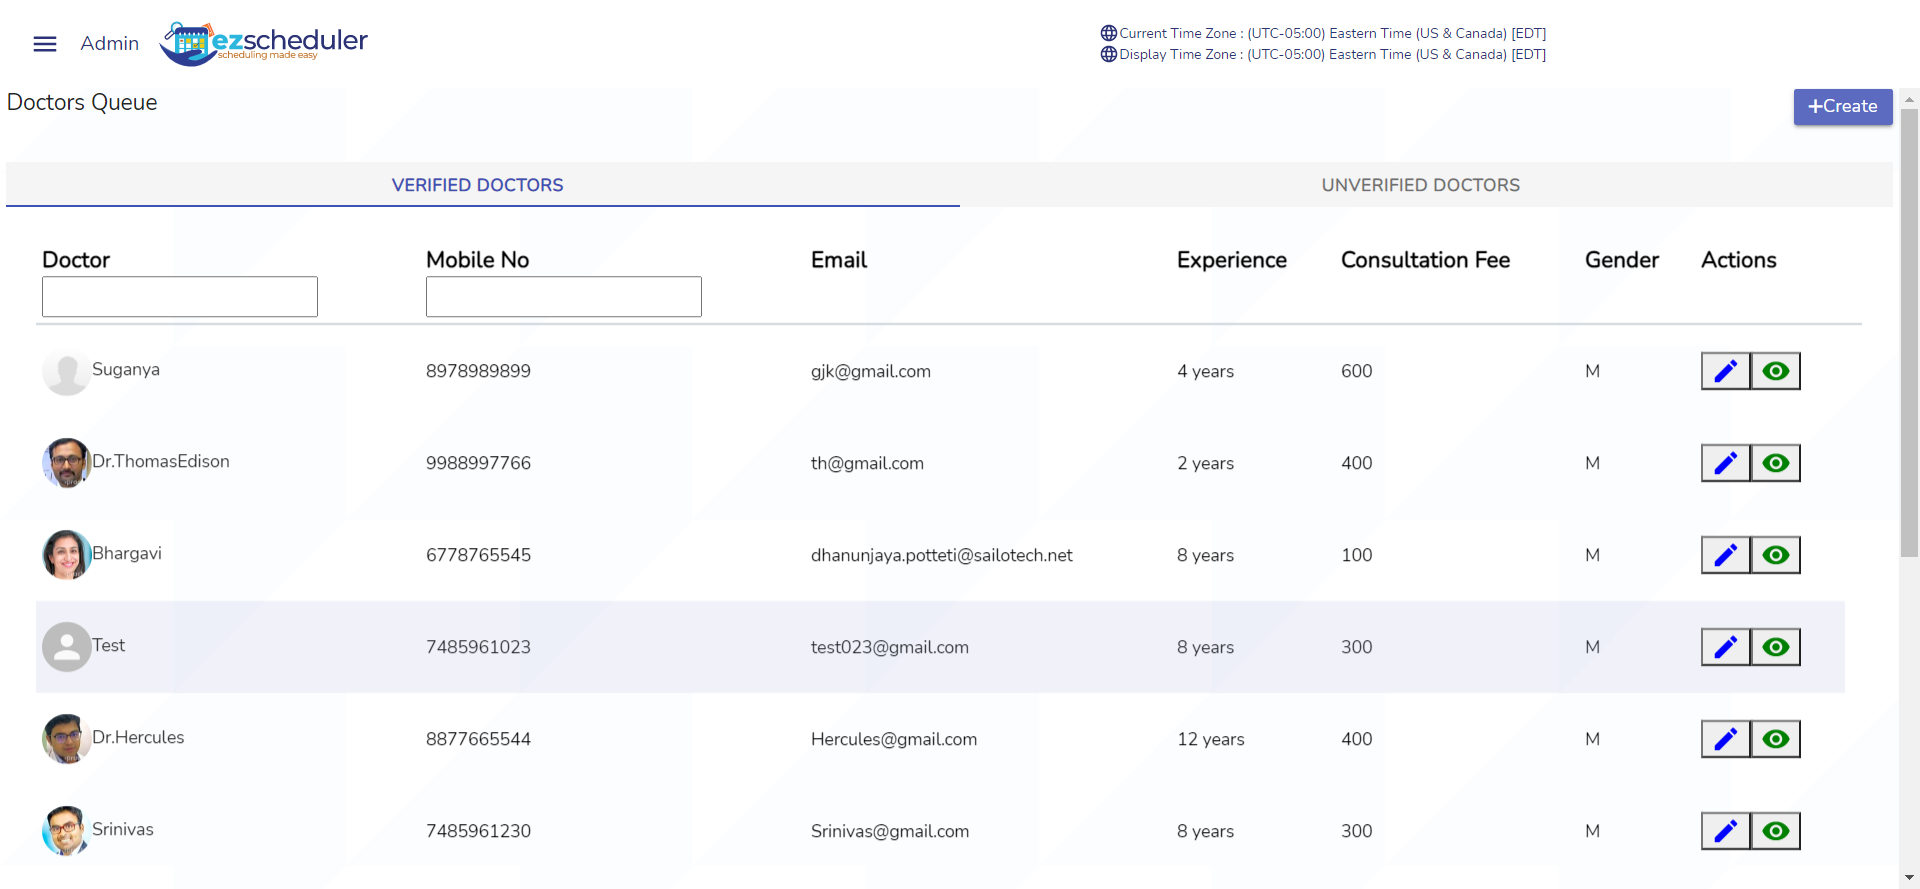 Admin
ezscheduler
scheduling made easy
Current Time Zone : (UTC-05:00) Eastern Time (US & Canada) [EDT]
Display Time Zone : (UTC-05:00) Eastern Time (US & Canada) [EDT]
Doctors Queue
+Create
VERIFIED DOCTORS UNVERIFIED DOCTORS
Doctor Mobile No Email Experience Consultation Fee Gender Actions
Suganya 8978989899 gjk@gmail.com 4 years 600 M
Dr.ThomasEdison 9988997766 th@gmail.com 2 years 400 M
Bhargavi 6778765545 dhanunjaya.potteti@sailotech.net 8 years 100 M
Test 7485961023 test023@gmail.com 8 years 300 M
Dr.Hercules 8877665544 Hercules@gmail.com 12 years 400 M
Srinivas 7485961230 Srinivas@gmail.com 8 years 300 M